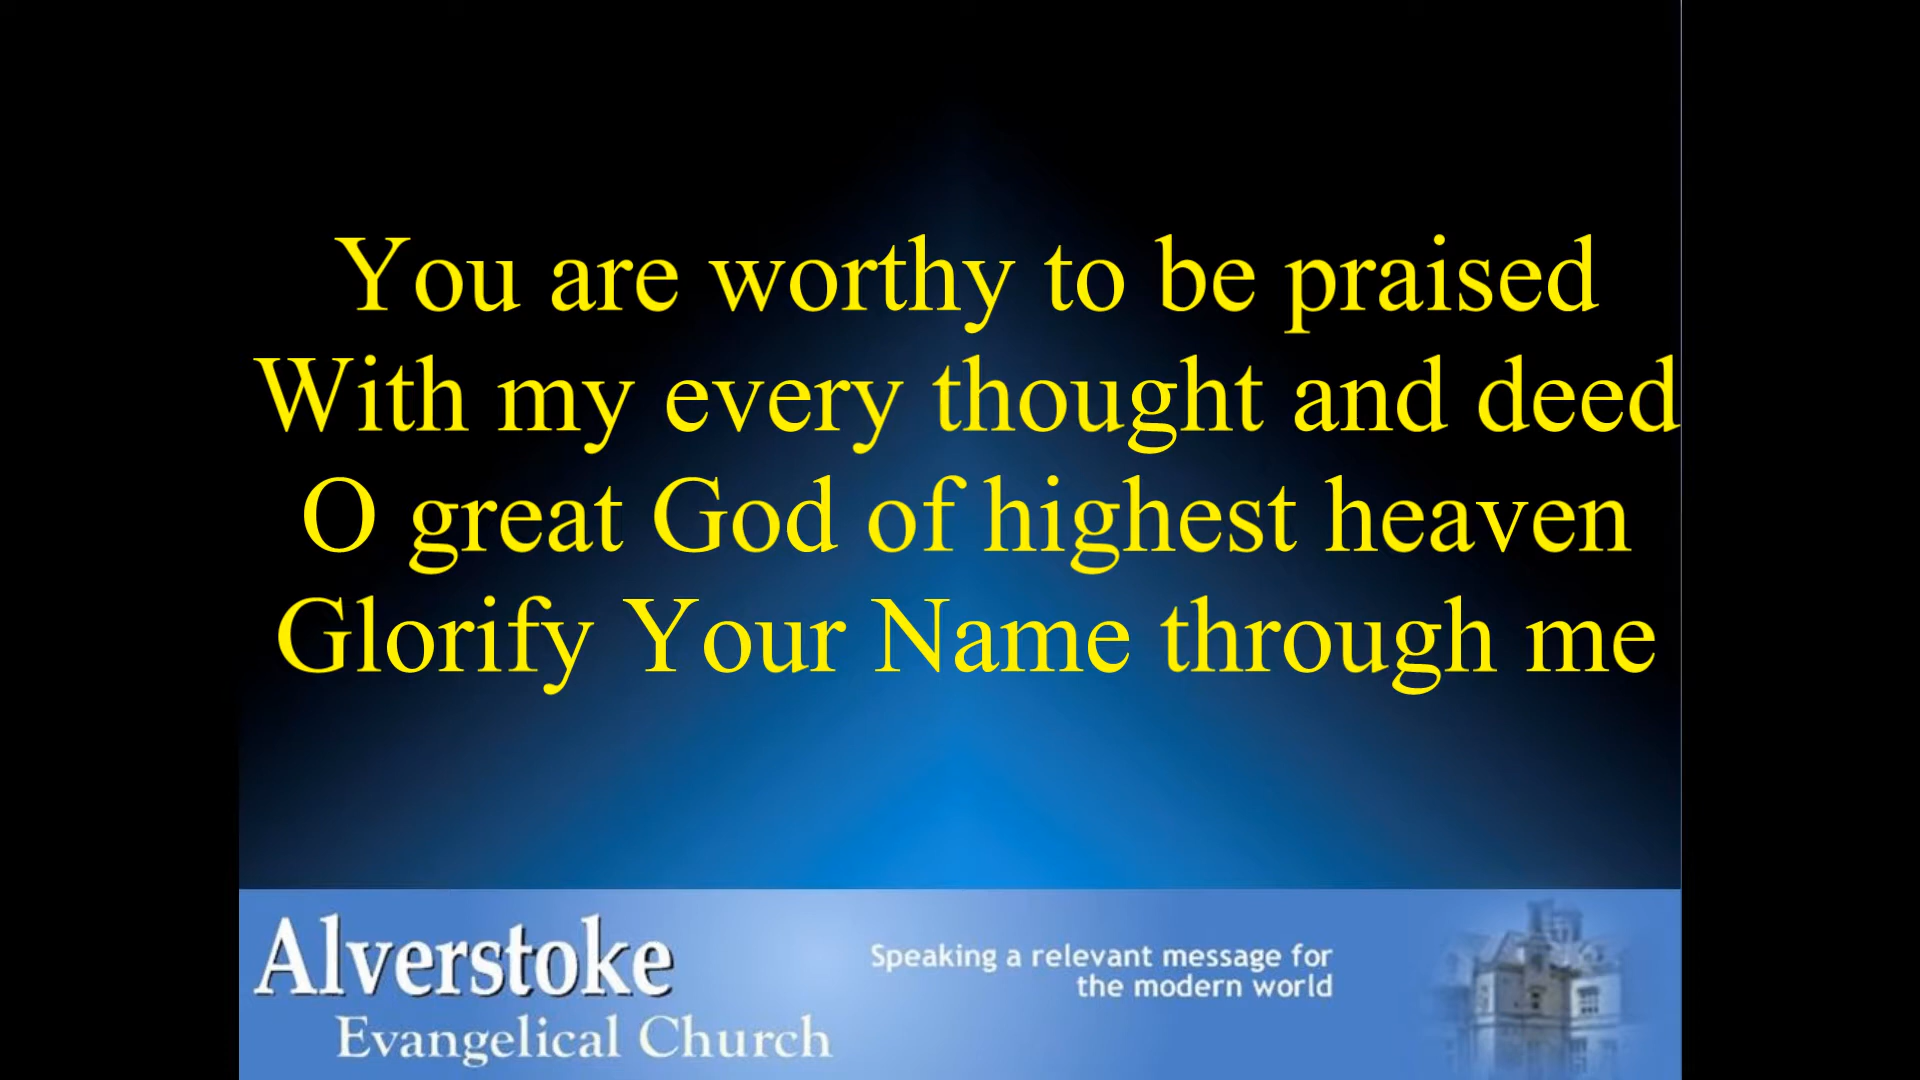 You are worthy to be praised
With my every thought and deed
O great God of highest heaven
Glorify Your Name through me
Alverstoke
Evangelical Church
Speaking a relevant message for
the modern world